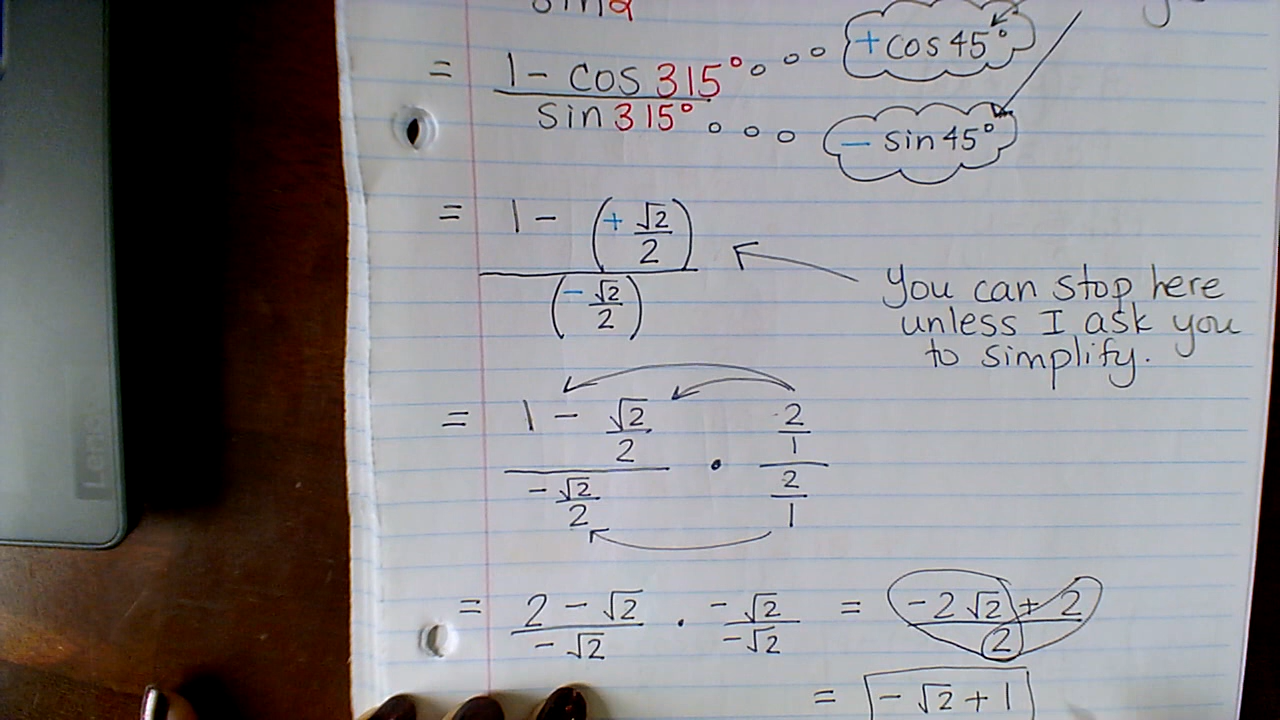 sinα
= (1 - cos 315°)/(sin 315°) ∘∘∘ + cos 45°
∘∘∘ - sin 45°
= (1 - (+ √2/2))/((- √2/2))
You can stop here
unless I ask you
to simplify.
= (1 - √2/2)/(- √2/2) · (2/1)/(2/1)
= (2 - √2)/(- √2) · (- √2)/(- √2) = (-2√2 + 2)/2
= - √2 + 1